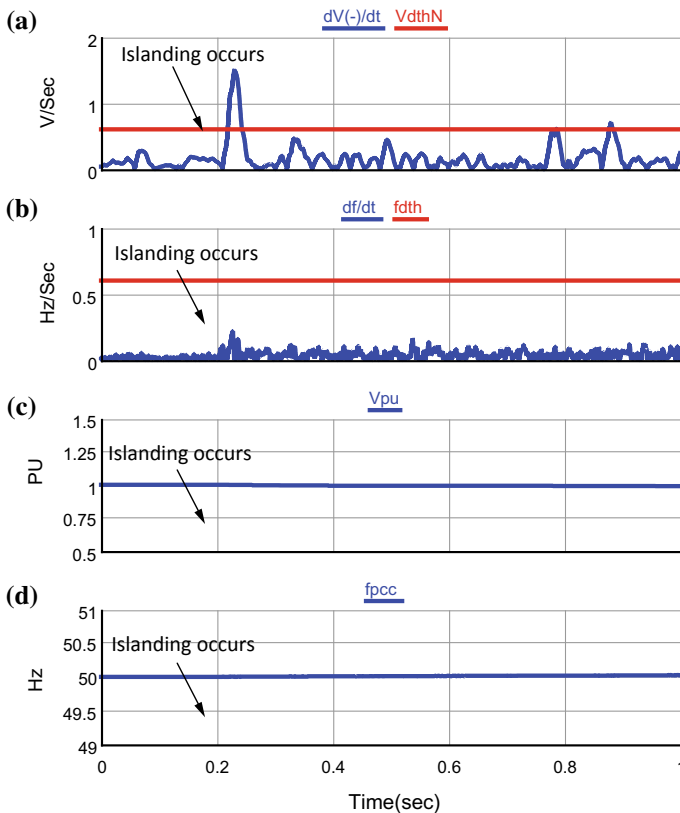 (a)
dV(-)/dt VdthN
2
1
0
V/Sec
Islanding occurs
(b)
df/dt fdth
1
0.5
0
Hz/Sec
Islanding occurs
(c)
Vpu
1.5
1.25
1
0.75
0.5
PU
Islanding occurs
(d)
fpcc
51
50.5
50
49.5
49
Hz
Islanding occurs
0 0.2 0.4 0.6 0.8 1
Time(sec)